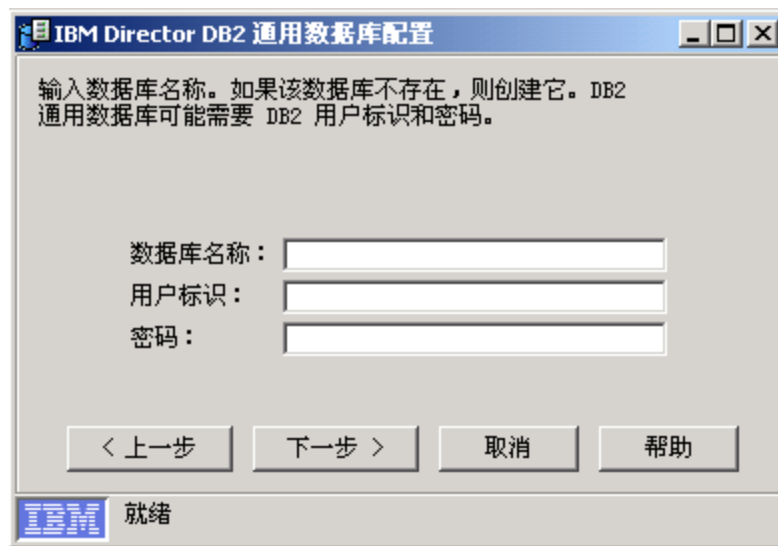 IBM Director DB2 通用数据库配置
输入数据库名称。如果该数据库不存在，则创建它。DB2
通用数据库可能需要 DB2 用户标识和密码。
数据库名称：
用户标识：
密码：
< 上一步 下一步 > 取消 帮助
IBM 就绪